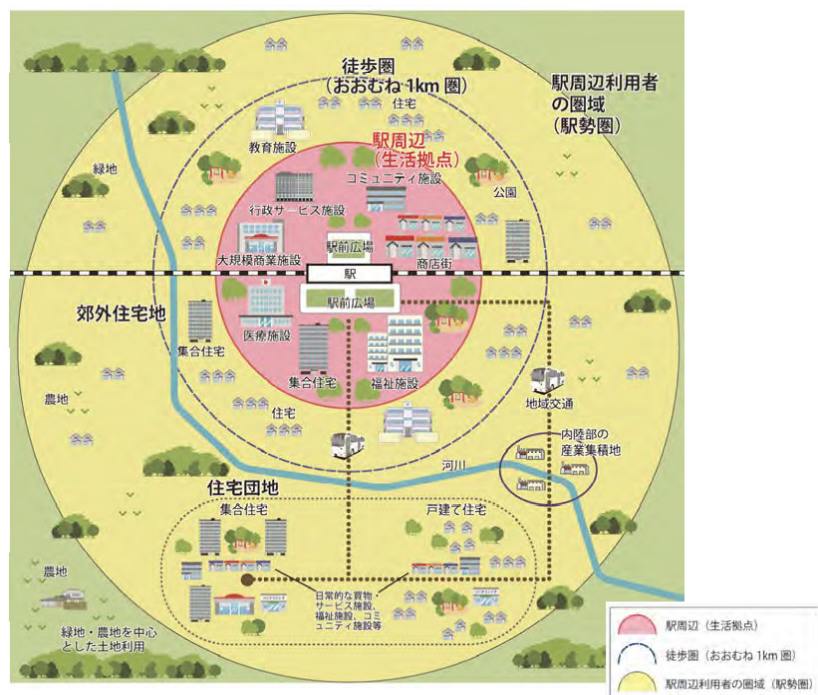 徒歩圏
（おおむね1km圏）
駅周辺利用者
の圏域
（駅勢圏）
住宅
教育施設
駅周辺
（生活拠点）
緑地
コミュニティ施設
公園
行政サービス施設
駅前広場
大規模商業施設
商店街
駅
駅前広場
郊外住宅地
医療施設
集合住宅
集合住宅
福祉施設
農地
住宅
地域交通
内陸部の
産業集積地
河川
住宅団地
集合住宅
戸建て住宅
農地
日常的な買物・
サービス施設、
福祉施設、コミ
ュニティ施設等
緑地・農地を中心
とした土地利用
駅周辺（生活拠点）
徒歩圏（おおむね1km圏）
駅周辺利用者の圏域（駅勢圏）